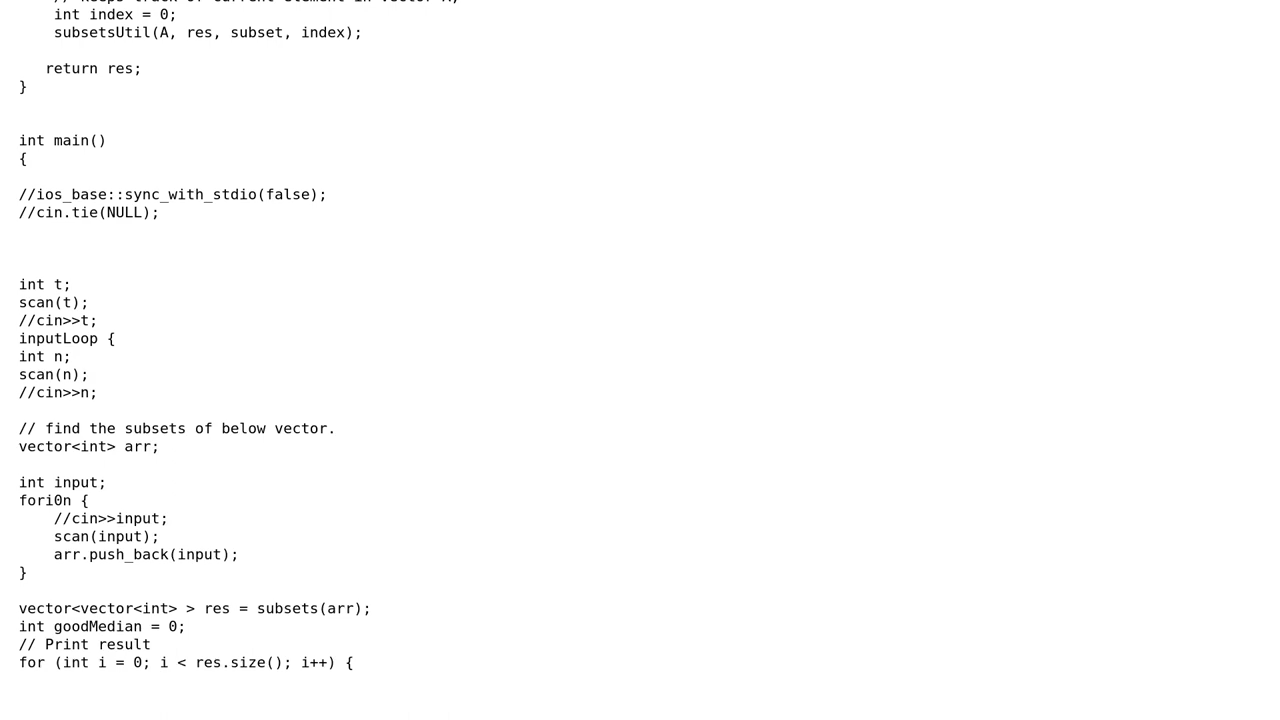 int index = 0;
subsetsUtil(A, res, subset, index);
return res;
}
int main()
{
//ios_base::sync_with_stdio(false);
//cin.tie(NULL);
int t;
scan(t);
//cin>>t;
inputLoop {
int n;
scan(n);
//cin>>n;
// find the subsets of below vector.
vector<int> arr;
int input;
fori0n {
//cin>>input;
scan(input);
arr.push_back(input);
}
vector<vector<int> > res = subsets(arr);
int goodMedian = 0;
// Print result
for (int i = 0; i < res.size(); i++) {